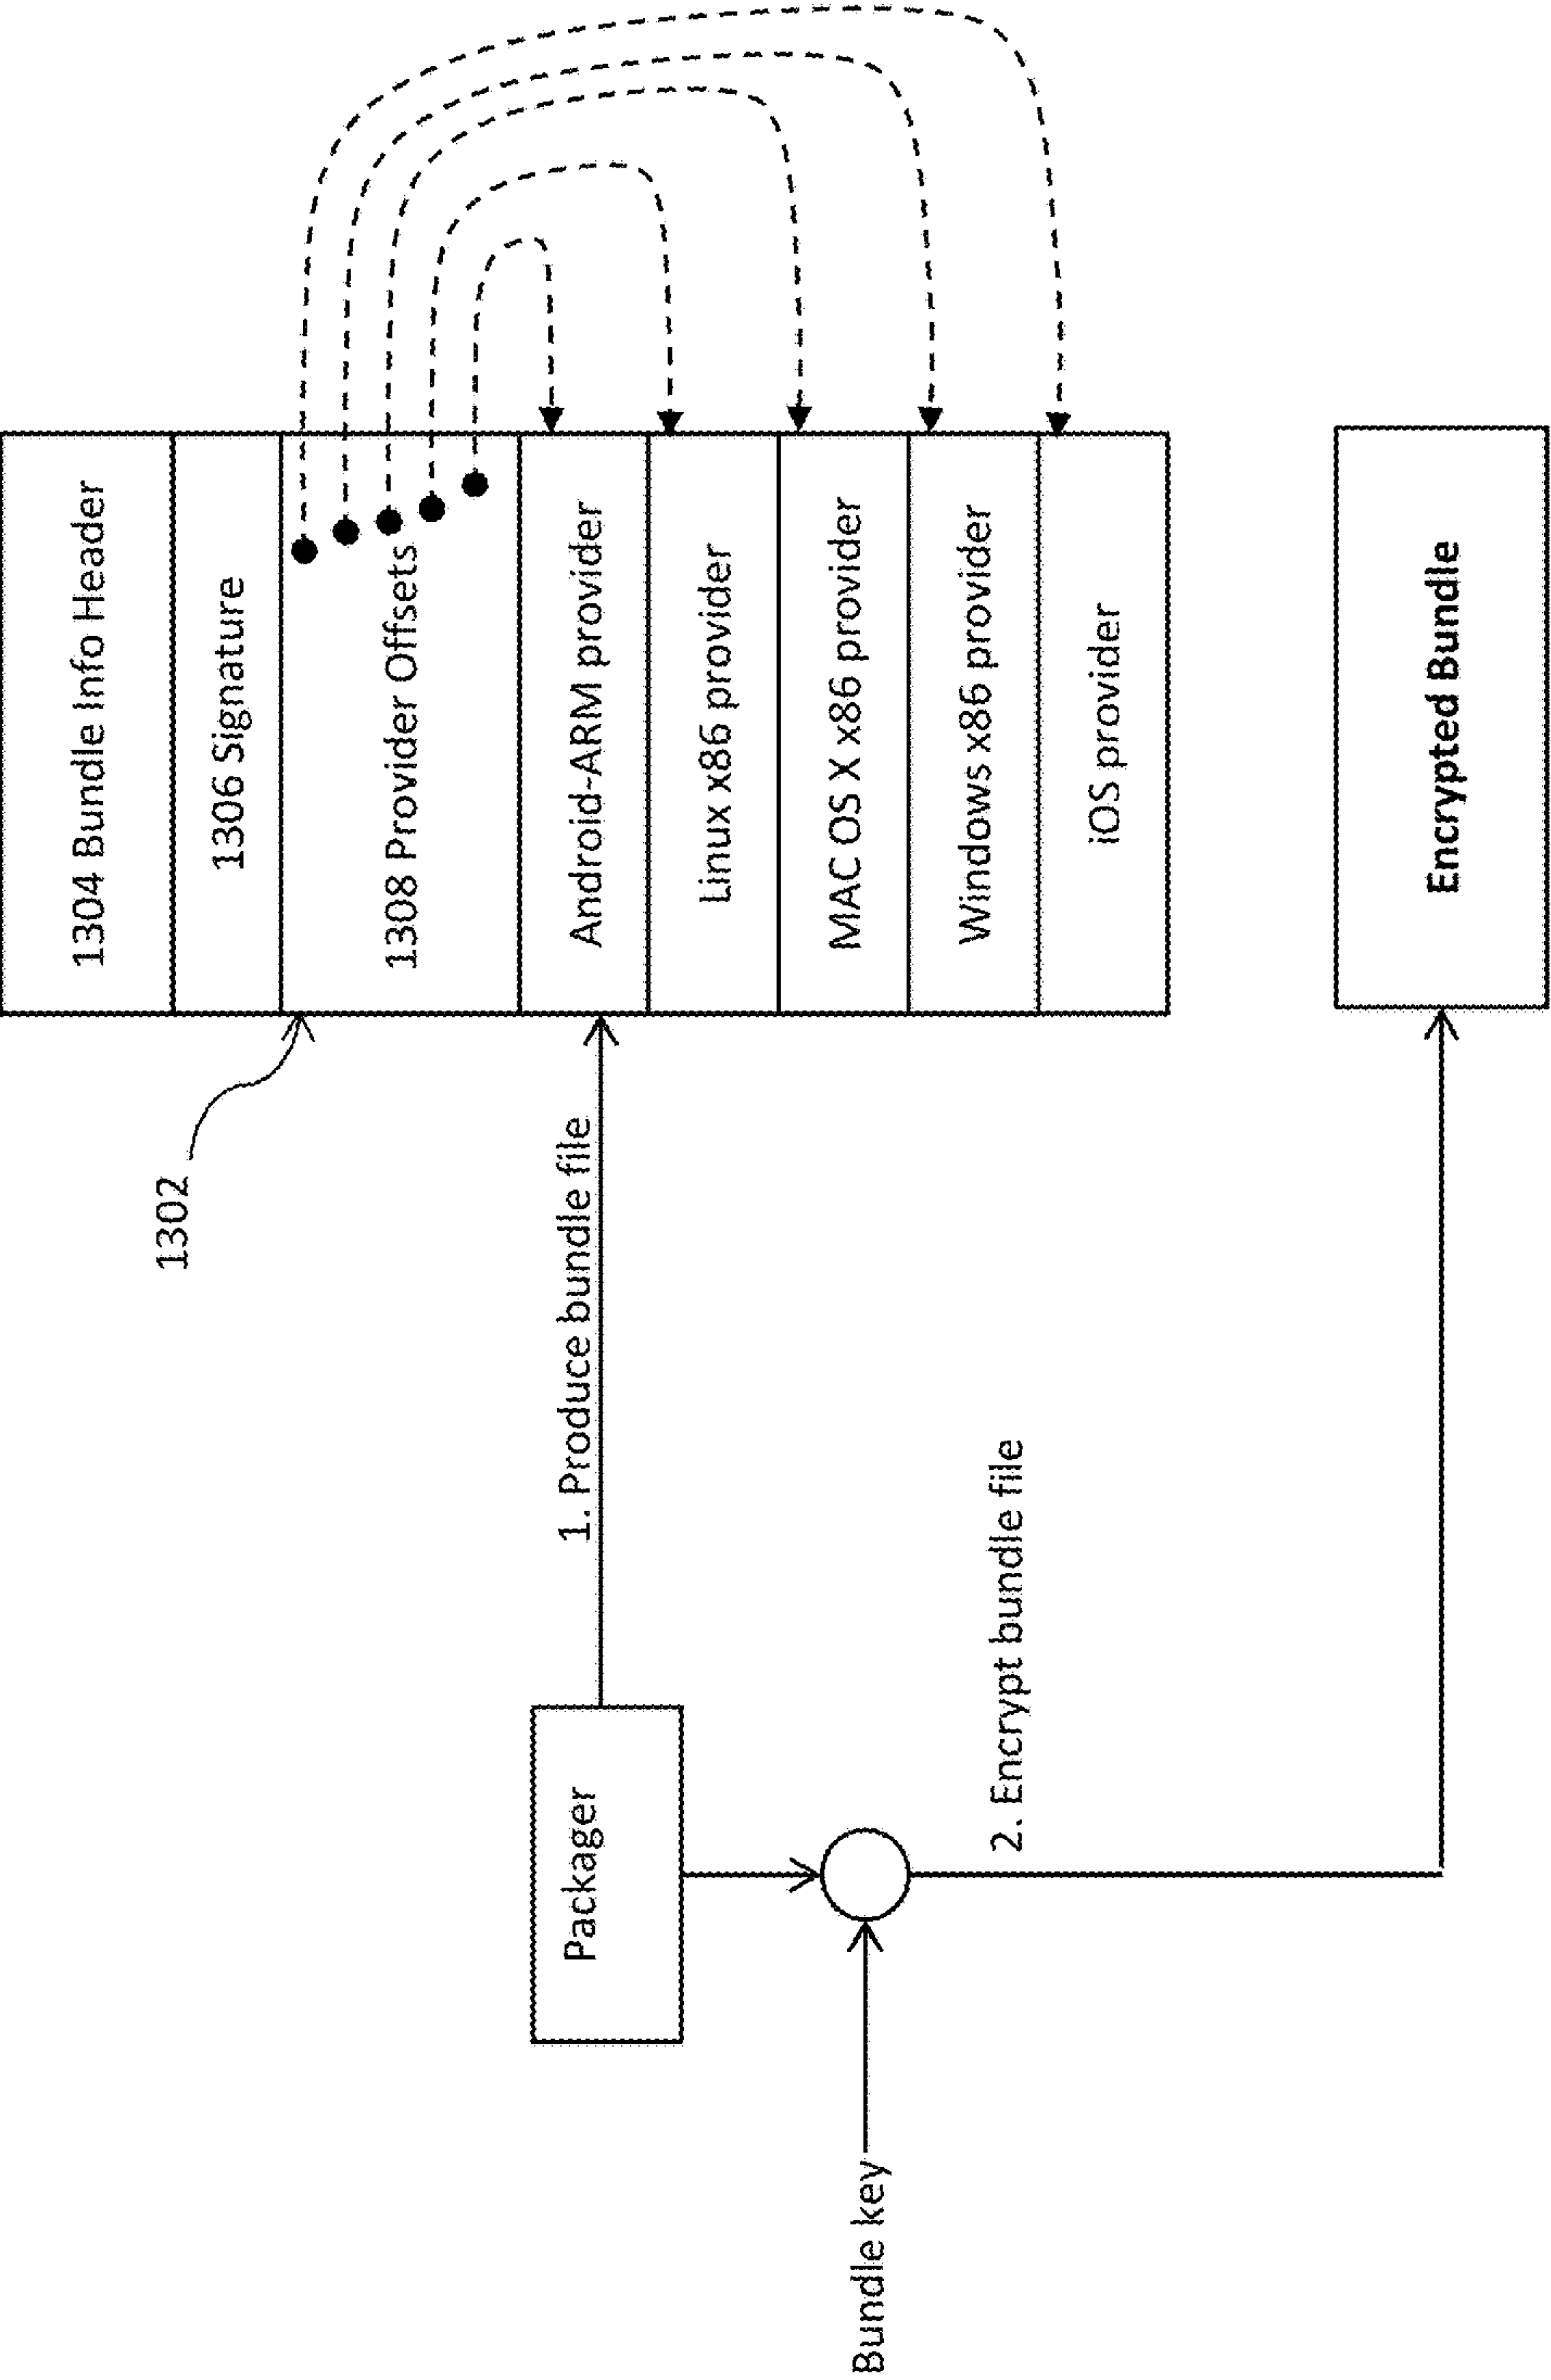 1304 Bundle Info Header
1306 Signature
1308 Provider Offsets
Android-ARM provider
Linux x86 provider
MAC OS X x86 provider
Windows x86 provider
iOS provider
1302
1. Produce bundle file
Packager
2. Encrypt bundle file
Bundle key
Encrypted Bundle